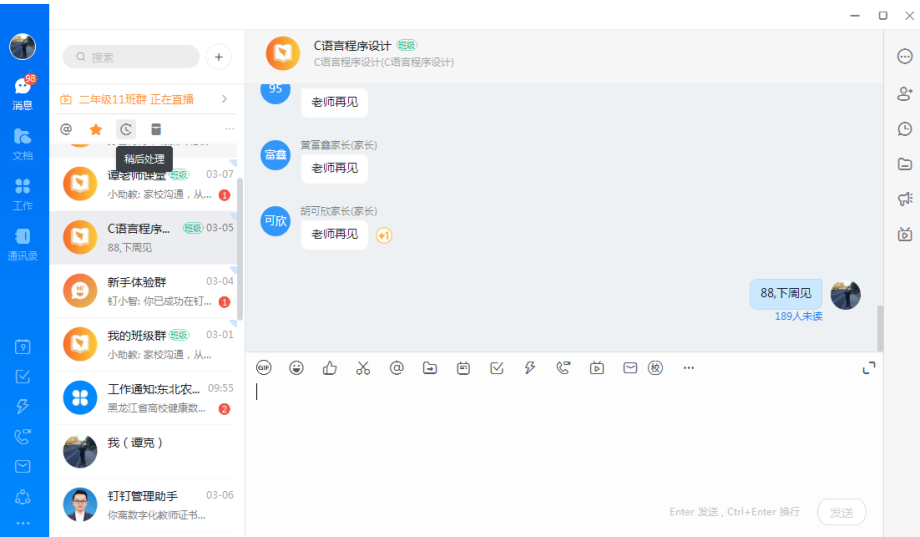 98
消息
文档
工作
通讯录
搜索
二年级11班群 正在直播
稍后处理
谭老师课堂 班级 03-07
小助教: 家校沟通，从... 1
C语言程序... 班级 03-05
88,下周见
新手体验群 03-04
钉小智: 你已成功在钉... 1
我的班级群 班级 03-01
小助教: 家校沟通，从...
工作通知:东北农... 09:55
黑龙江省高校健康数... 2
我（谭克）
钉钉管理助手 03-06
你离数字化教师证书...
C语言程序设计 班级
C语言程序设计(C语言程序设计)
95
老师再见
富鑫
老师再见
可欣
胡可欣家长(家长)
老师再见
+1
88,下周见
189人未读
GIF
校
Enter 发送 , Ctrl+Enter 换行
发送